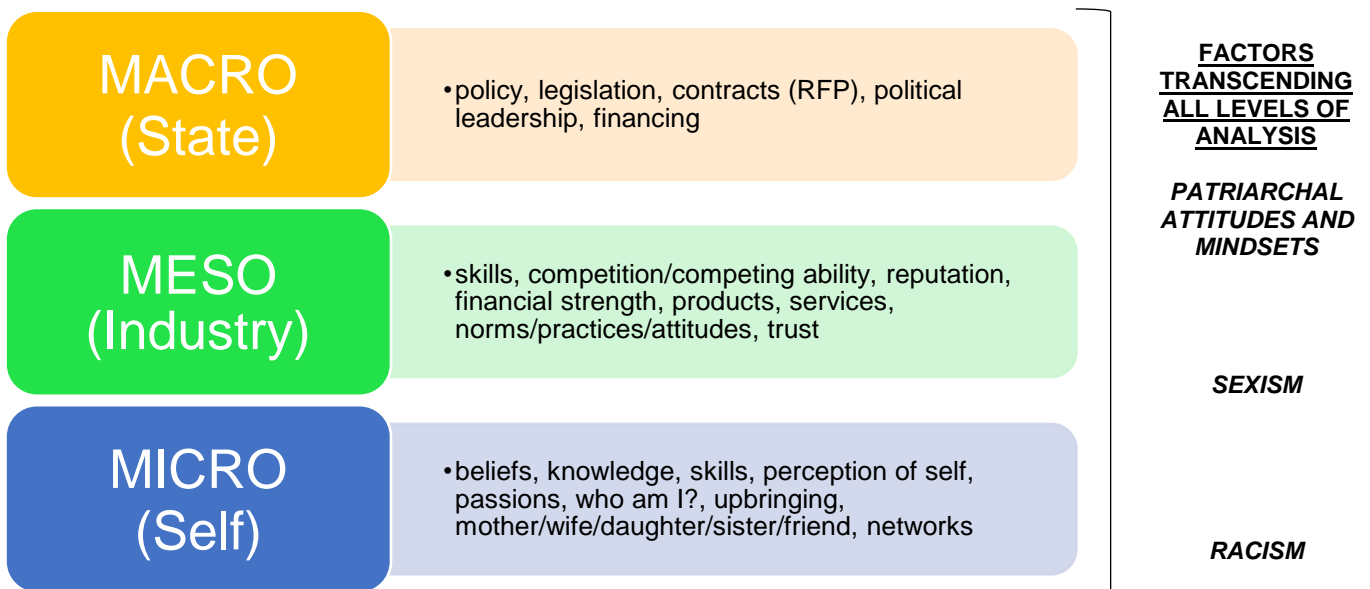 MACRO
(State)
•policy, legislation, contracts (RFP), political
leadership, financing
MESO
(Industry)
•skills, competition/competing ability, reputation,
financial strength, products, services,
norms/practices/attitudes, trust
MICRO
(Self)
•beliefs, knowledge, skills, perception of self,
passions, who am I?, upbringing,
mother/wife/daughter/sister/friend, networks
FACTORS
TRANSCENDING
ALL LEVELS OF
ANALYSIS
PATRIARCHAL
ATTITUDES AND
MINDSETS
SEXISM
RACISM